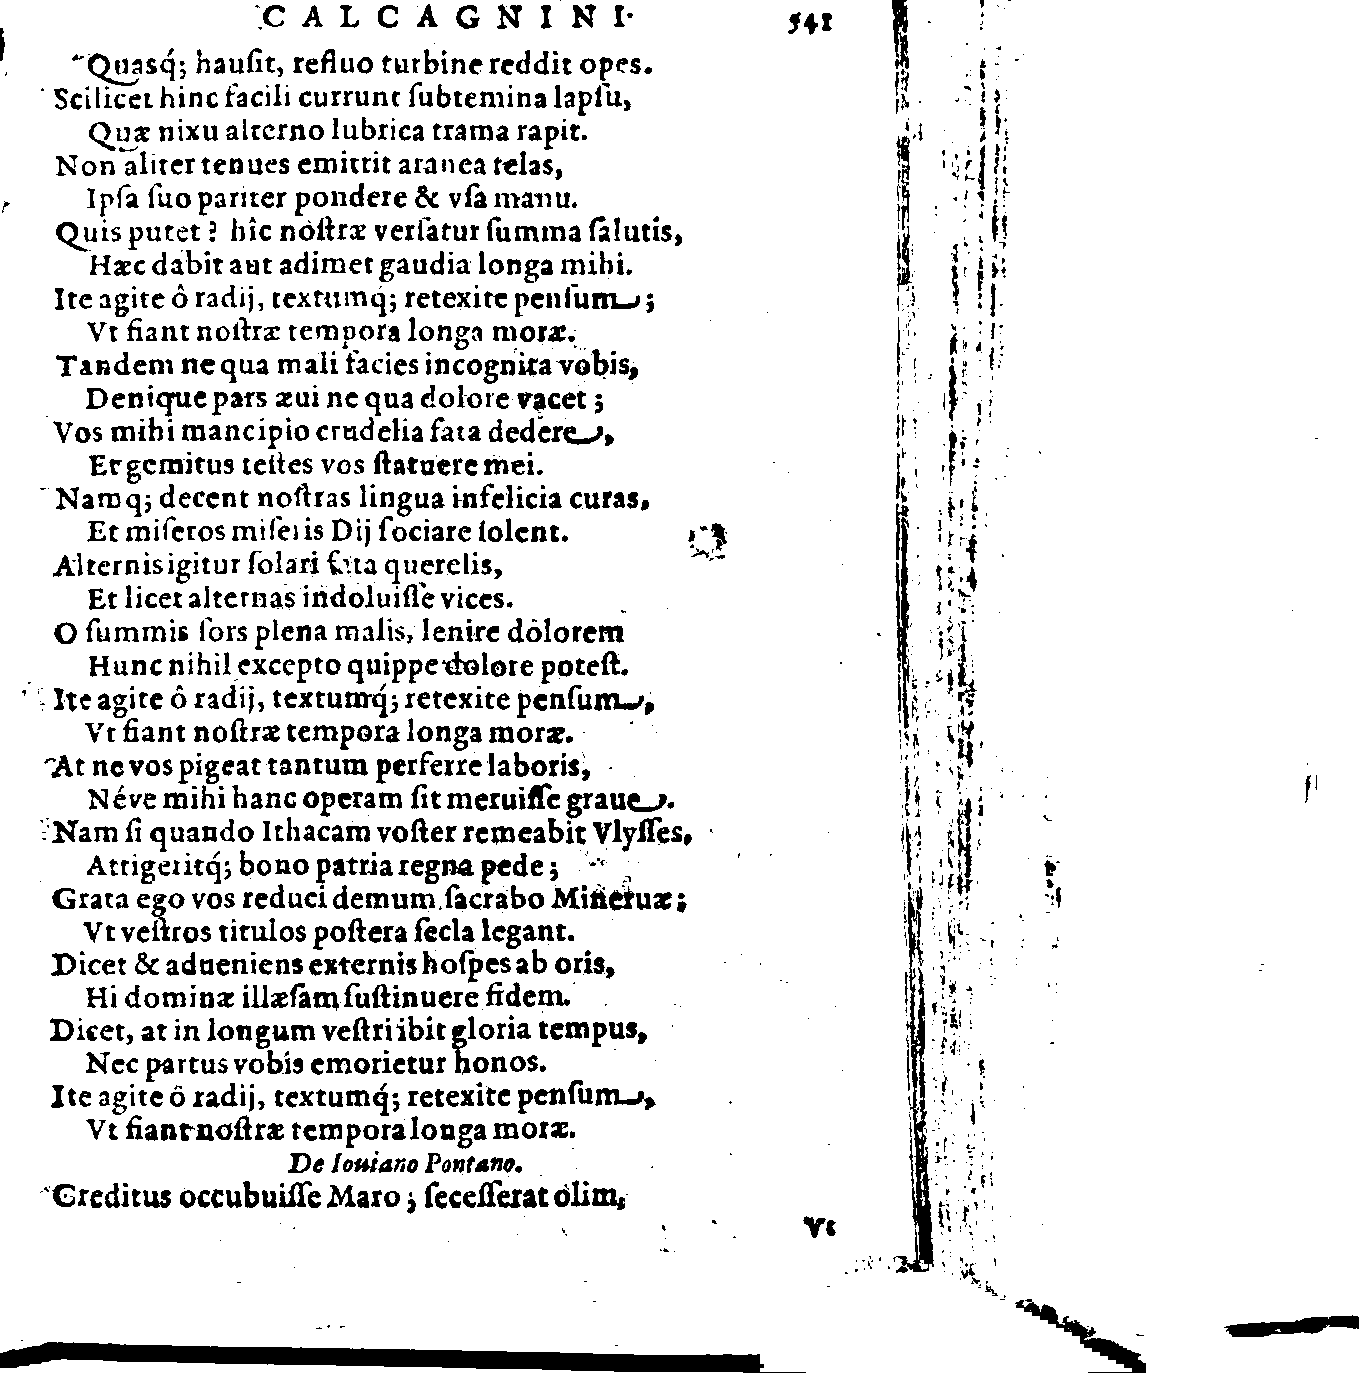 CALCAGNINI. 541
Quasq́; hauſit, refluo turbine reddit opes.
Scilicet hinc facili currunt ſubtemina lapſu,
Quæ nixu alterno lubrica trama rapit.
Non aliter tenues emittit aranea telas,
Ipſa ſuo pariter pondere & vſa manu.
Quis putet ? hîc noſtræ verſatur ſumma ſalutis,
Hæc dabit aut adimet gaudia longa mihi.
Ite agite ô radij, textumq́; retexite penſum;
Vt fiant noſtræ tempora longa moræ.
Tandem ne qua mali facies incognita vobis,
Denique pars æui ne qua dolore vacet ;
Vos mihi mancipio crudelia fata dedere,
Et gemitus teſtes vos ſtatuere mei.
Namq; decent noſtras lingua infelicia curas,
Et miſeros miſeris Dij ſociare ſolent.
Alternis igitur ſolari fata querelis,
Et licet alternas indoluiſſe vices.
O ſummis ſors plena malis, lenire dolorem
Hunc nihil excepto quippe dolore poteſt.
Ite agite ô radij, textumq́; retexite penſum,
Vt fiant noſtræ tempora longa moræ.
At ne vos pigeat tantum perferre laboris,
Néve mihi hanc operam ſit meruiſſe graue.
Nam ſi quando Ithacam voſter remeabit Vlyſſes,
Attigeritq́; bono patria regna pede ;
Grata ego vos reduci demum ſacrabo Mineruæ;
Vt veſtros titulos poſtera ſecla legant.
Dicet & adueniens externis hoſpes ab oris,
Hi dominæ illæſam ſuſtinuere fidem.
Dicet, at in longum veſtri ibit gloria tempus,
Nec partus vobis emorietur honos.
Ite agite ô radij, textumq́; retexite penſum,
Vt fiant noſtræ tempora longa moræ.
De Iouiano Pontano.
Creditus occubuiſſe Maro ; ſeceſſerat olim,
Vt